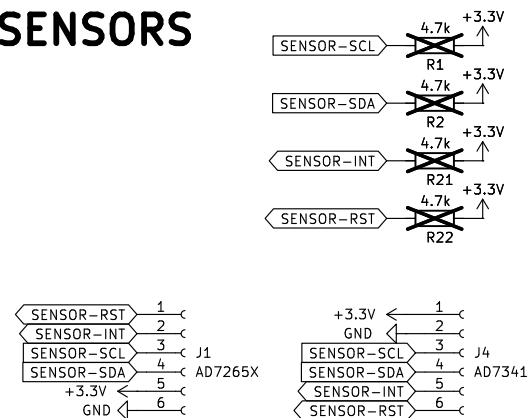 SENSORS
4.7k +3.3V
SENSOR-SCL
R1
4.7k +3.3V
SENSOR-SDA
R2
4.7k +3.3V
SENSOR-INT
R21
4.7k +3.3V
SENSOR-RST
R22
SENSOR-RST 1
SENSOR-INT 2
SENSOR-SCL 3 J1
SENSOR-SDA 4 AD7265X
+3.3V 5
GND 6
+3.3V 1
GND 2
SENSOR-SCL 3 J4
SENSOR-SDA 4 AD7341
SENSOR-INT 5
SENSOR-RST 6